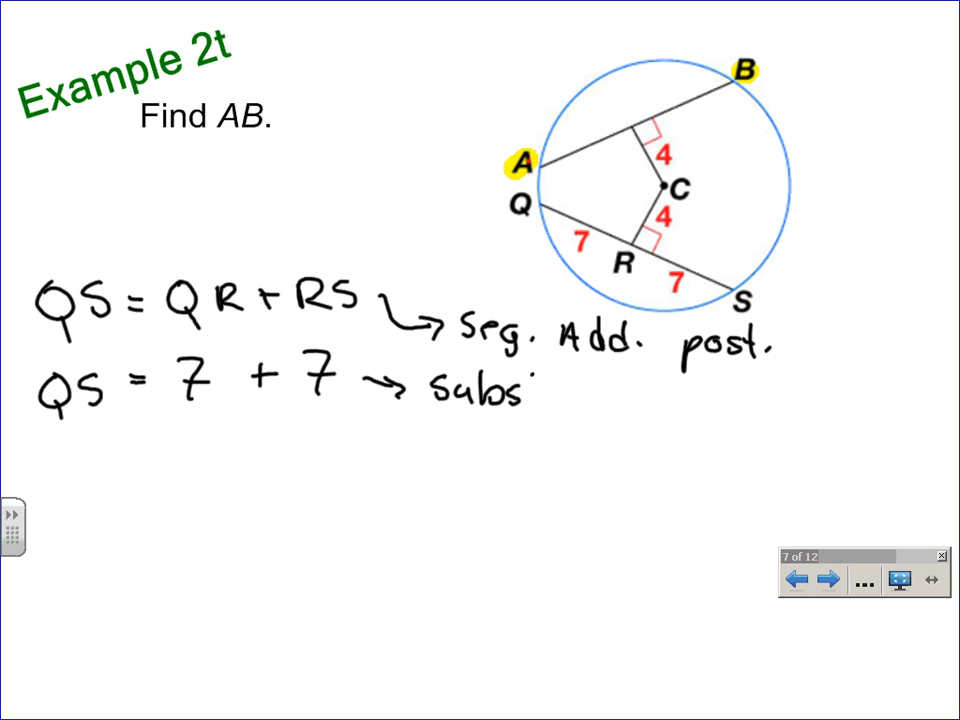 Example 2t
Find AB.
B
A
4
C
Q
4
7
R
7
S
QS = QR + RS → Seg. Add. post.
QS = 7 + 7 → Subs
7 of 12
...